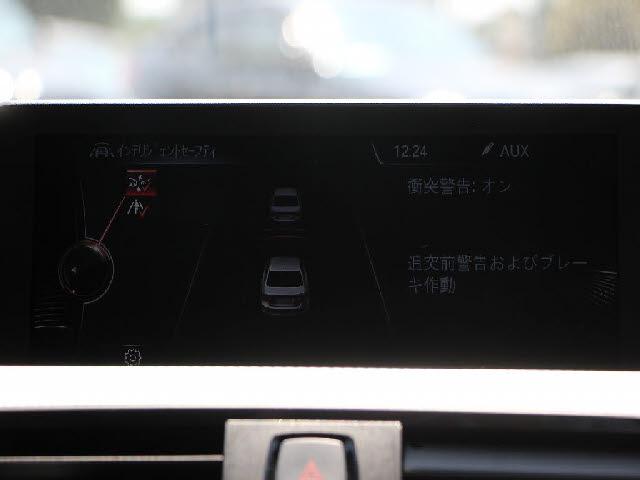 インテリジェントセーフティ
12:24
AUX
衝突警告: オン
追突前警告およびブレー
キ作動